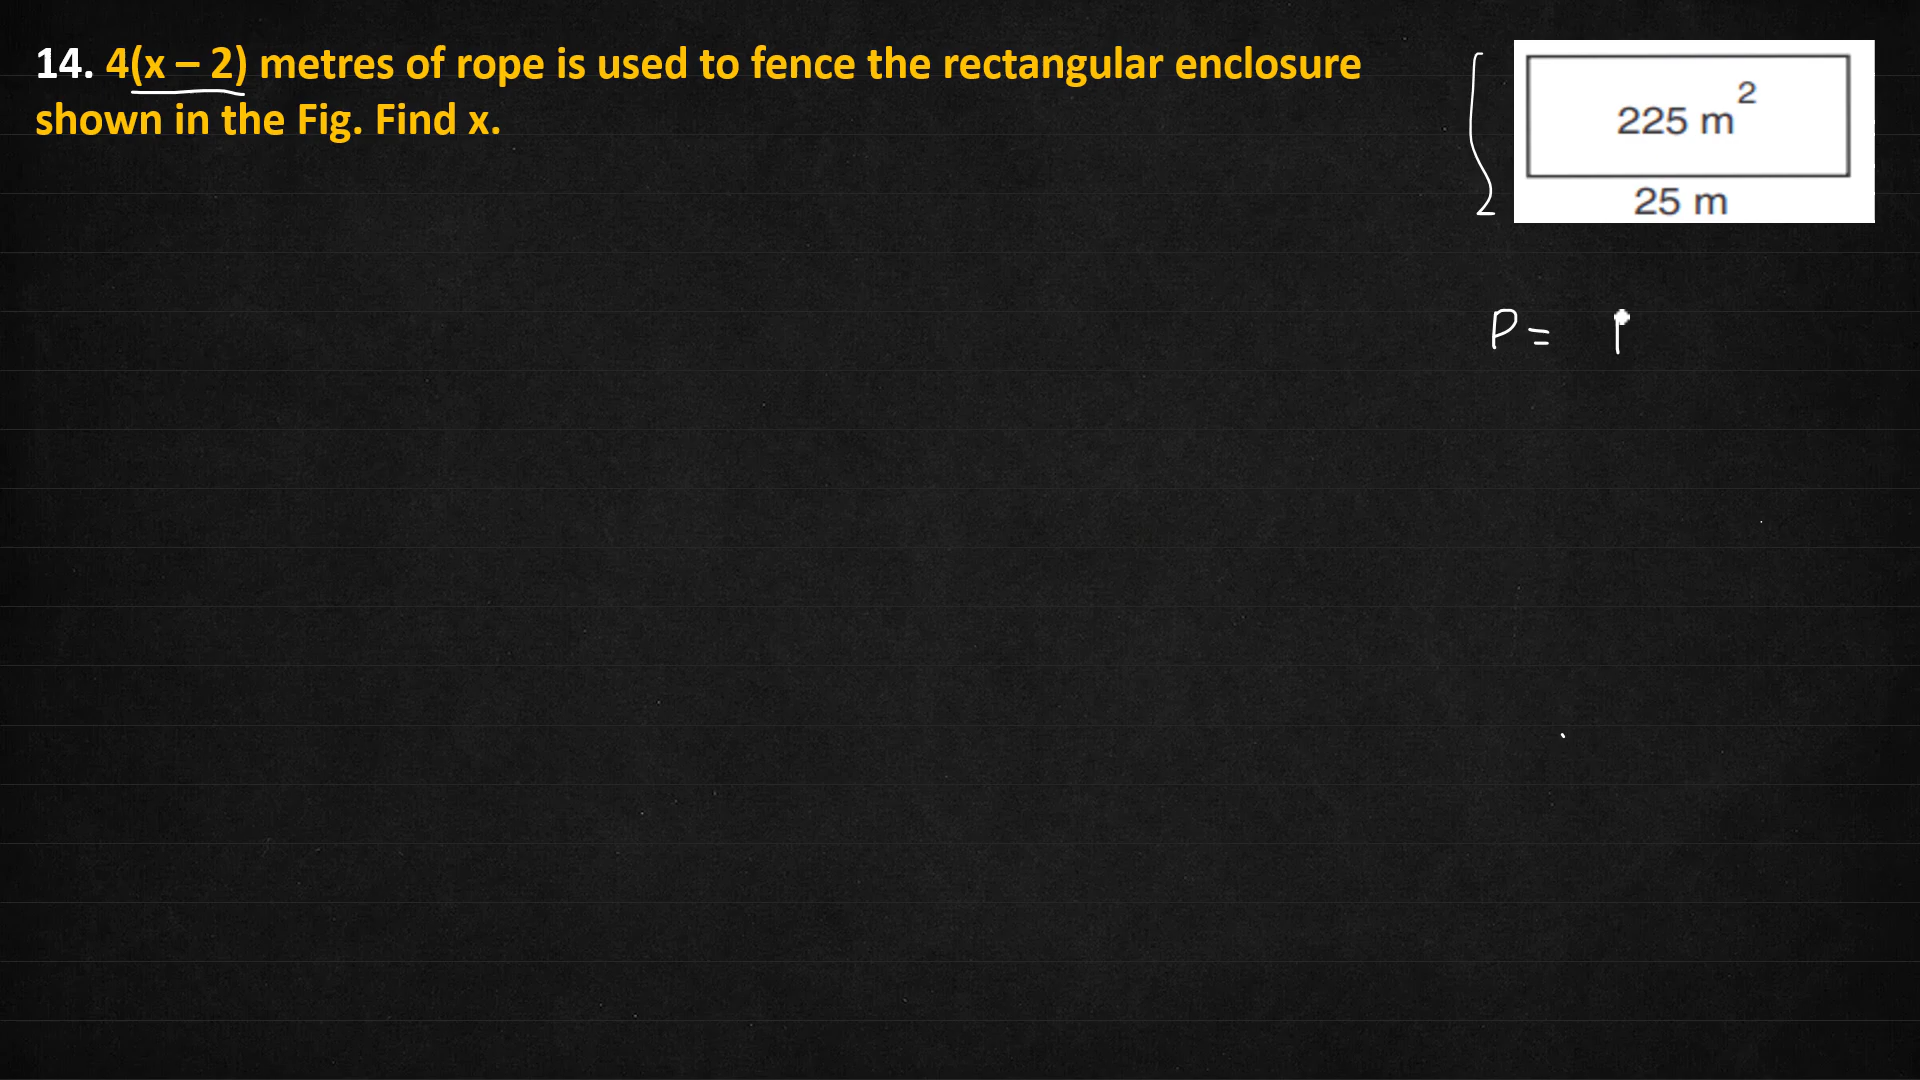 14. 4(x – 2) metres of rope is used to fence the rectangular enclosure
shown in the Fig. Find x.
225 m²
25 m
P =